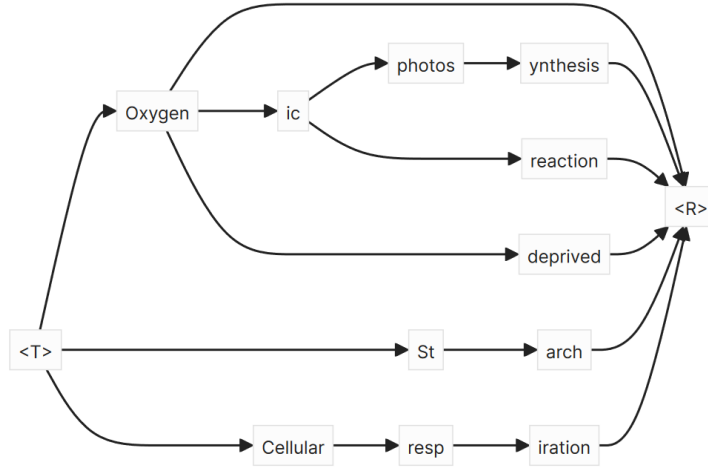 photos
ynthesis
Oxygen
ic
reaction
<R>
deprived
<T>
St
arch
Cellular
resp
iration